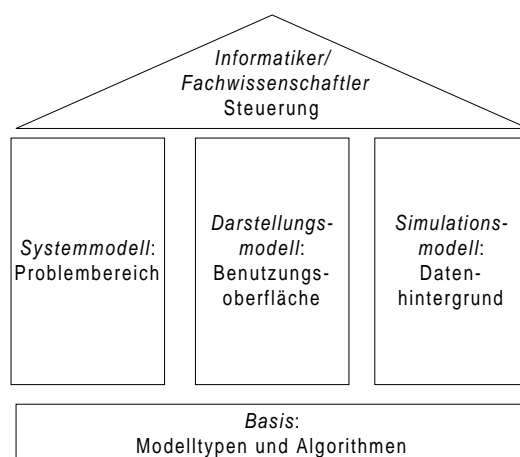 Informatiker/
Fachwissenschaftler
Steuerung
Systemmodell:
Problembereich
Darstellungs-
modell:
Benutzungs-
oberfläche
Simulations-
modell:
Daten-
hintergrund
Basis:
Modelltypen und Algorithmen